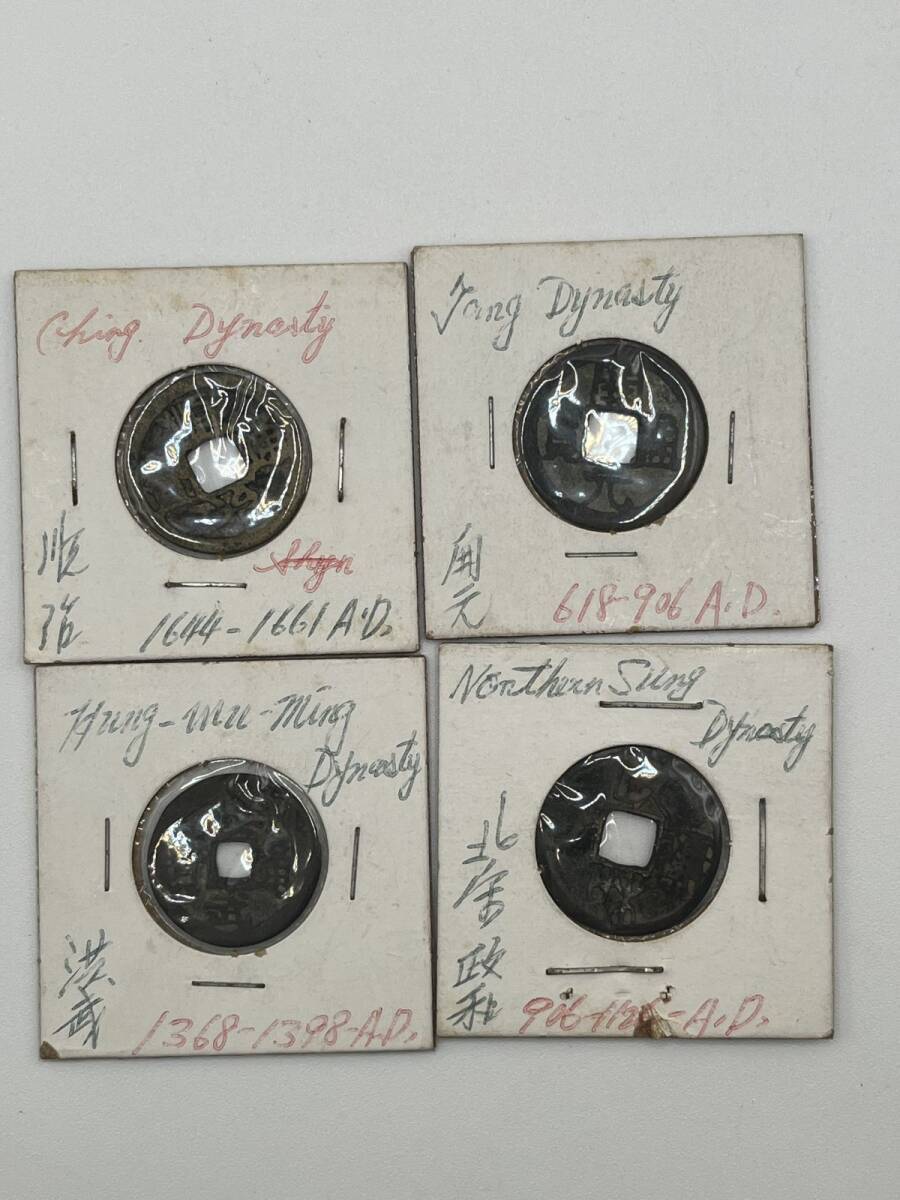 Ching. Dynasty
順
治
Shyn
1644-1661 A.D.
Tang Dynasty
開
元
618-906 A.D.
Hung-wu-Ming
Dynasty
洪
武
1368-1398-A.D.
Northern Sung
Dynasty
北
宋
政
和
-A.D.